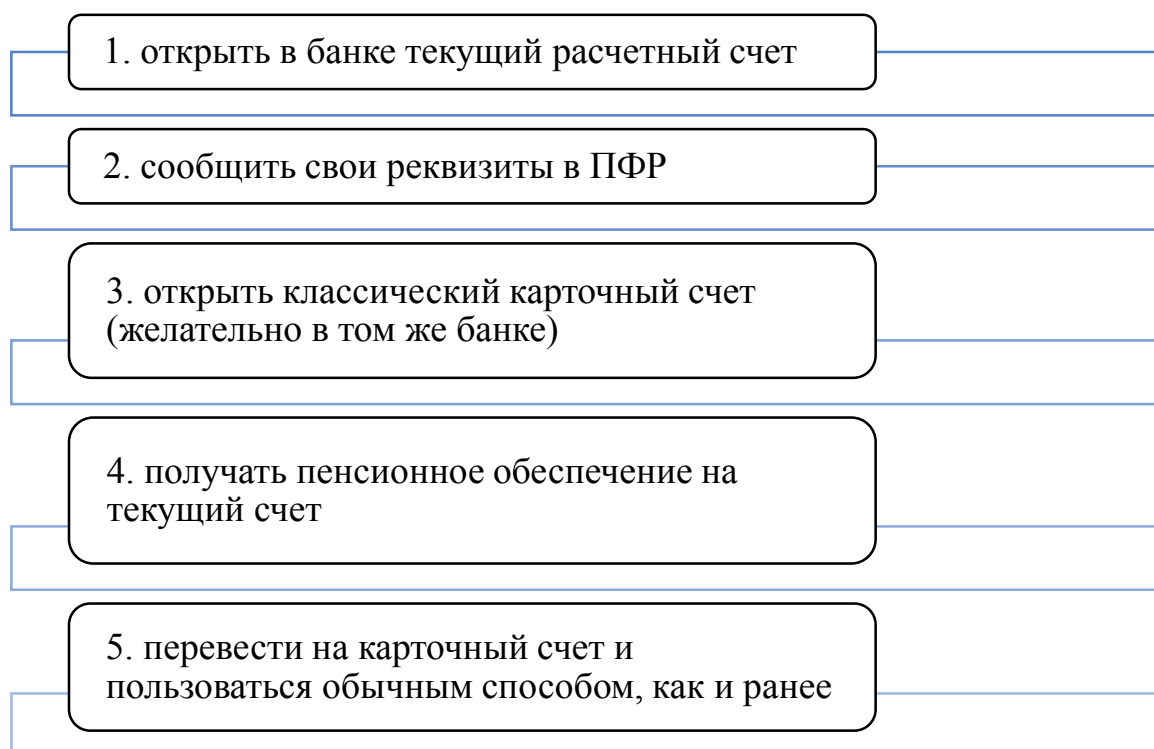 1. открыть в банке текущий расчетный счет
2. сообщить свои реквизиты в ПФР
3. открыть классический карточный счет
(желательно в том же банке)
4. получать пенсионное обеспечение на
текущий счет
5. перевести на карточный счет и
пользоваться обычным способом, как и ранее